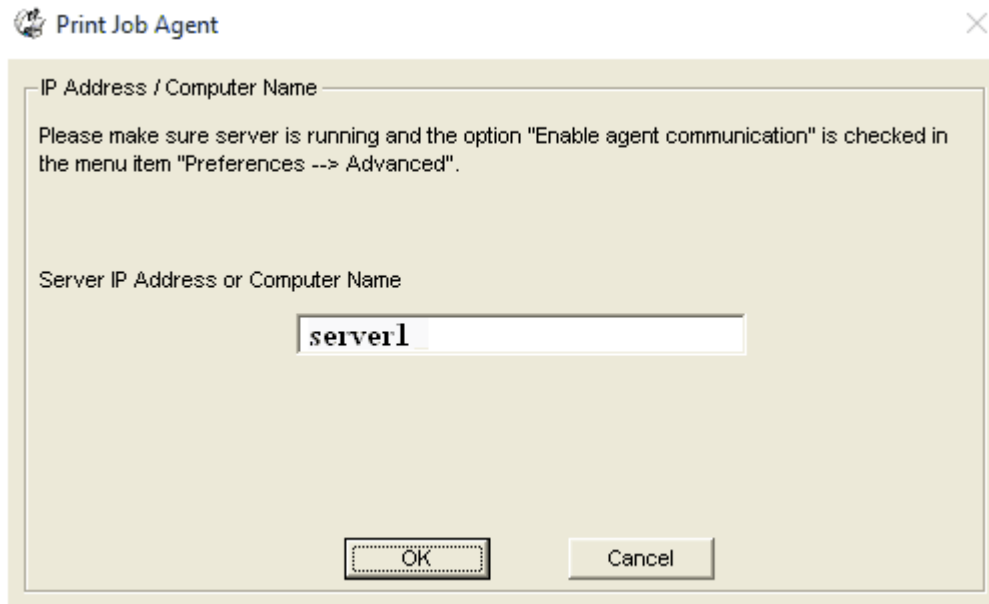 Print Job Agent
IP Address / Computer Name
Please make sure server is running and the option "Enable agent communication" is checked in
the menu item "Preferences --> Advanced".
Server IP Address or Computer Name
server1
OK Cancel